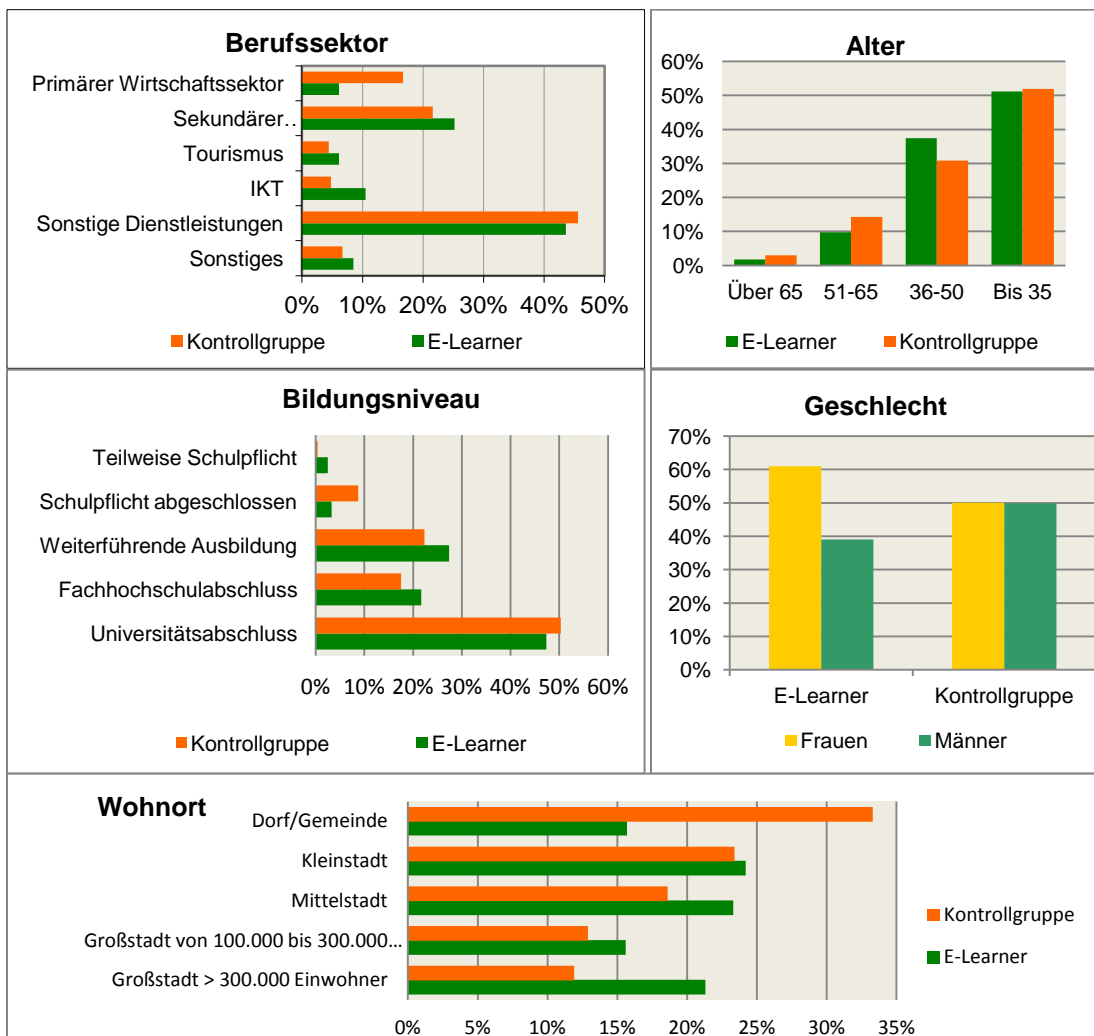 Berufssektor
Primärer Wirtschaftssektor
Sekundärer..
Tourismus
IKT
Sonstige Dienstleistungen
Sonstiges
0% 10% 20% 30% 40% 50%
Kontrollgruppe E-Learner
Alter
60%
50%
40%
30%
20%
10%
0%
Über 65 51-65 36-50 Bis 35
E-Learner Kontrollgruppe
Bildungsniveau
Teilweise Schulpflicht
Schulpflicht abgeschlossen
Weiterführende Ausbildung
Fachhochschulabschluss
Universitätsabschluss
0% 10% 20% 30% 40% 50% 60%
Kontrollgruppe E-Learner
Geschlecht
70%
60%
50%
40%
30%
20%
10%
0%
E-Learner Kontrollgruppe
Frauen Männer
Wohnort
Dorf/Gemeinde
Kleinstadt
Mittelstadt
Großstadt von 100.000 bis 300.000...
Großstadt > 300.000 Einwohner
0% 5% 10% 15% 20% 25% 30% 35%
Kontrollgruppe
E-Learner